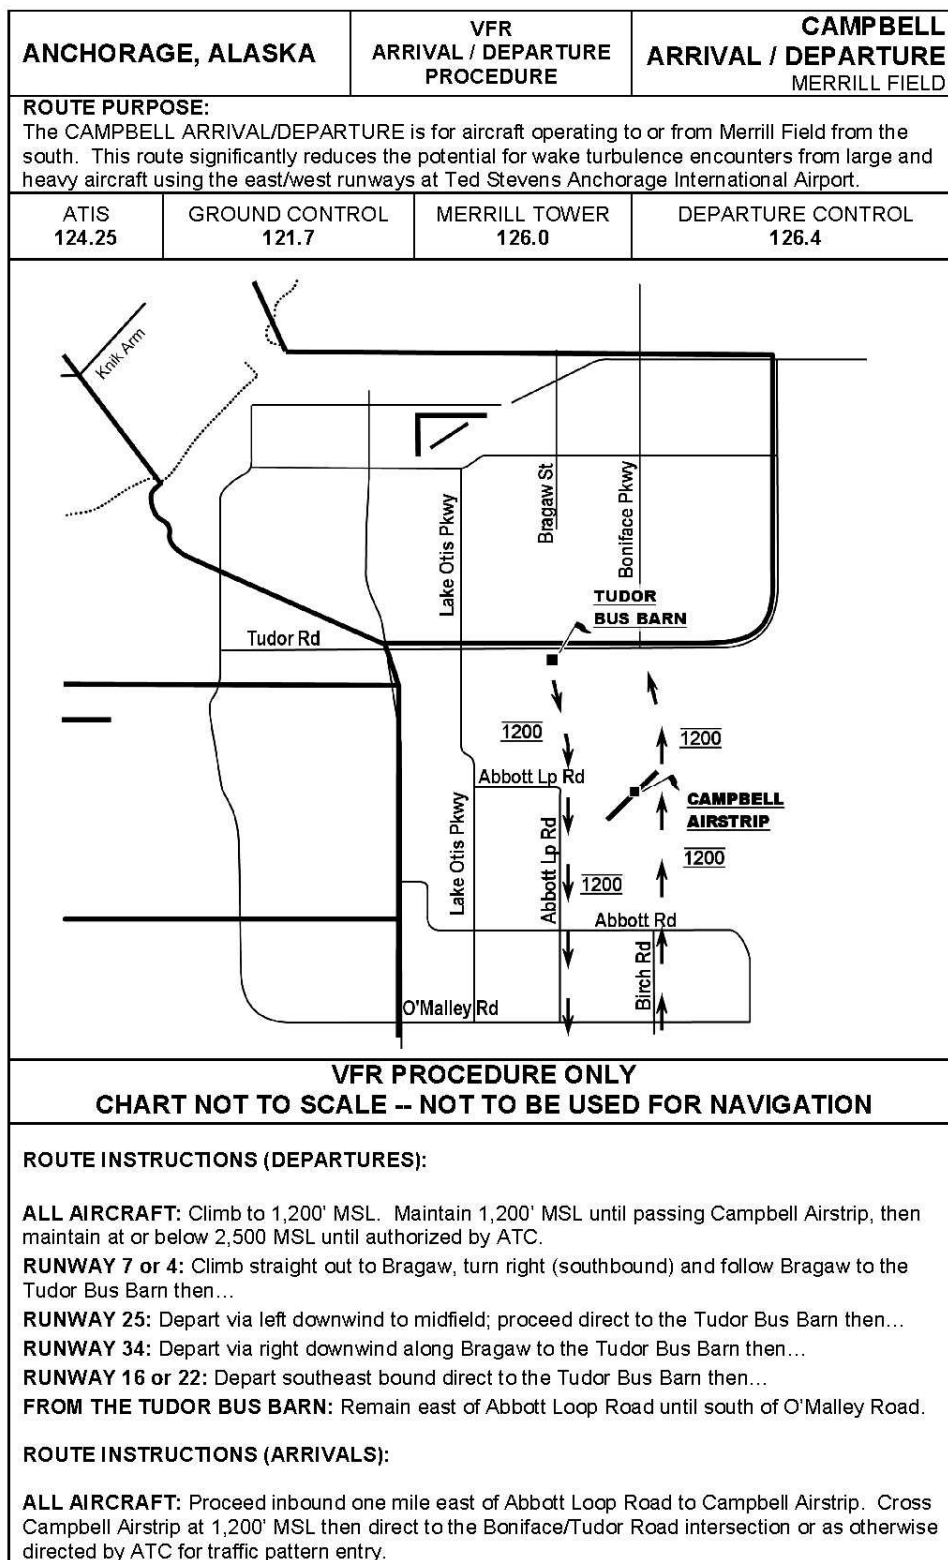 ANCHORAGE, ALASKA
VFR
ARRIVAL / DEPARTURE
PROCEDURE
CAMPBELL
ARRIVAL / DEPARTURE
MERRILL FIELD
ROUTE PURPOSE:
The CAMPBELL ARRIVAL/DEPARTURE is for aircraft operating to or from Merrill Field from the
south. This route significantly reduces the potential for wake turbulence encounters from large and
heavy aircraft using the east/west runways at Ted Stevens Anchorage International Airport.
ATIS
124.25
GROUND CONTROL
121.7
MERRILL TOWER
126.0
DEPARTURE CONTROL
126.4
Knik Arm
Lake Otis Pkwy
Bragaw St
Boniface Pkwy
TUDOR
BUS BARN
Tudor Rd
1200
1200
Abbott Lp Rd
CAMPBELL
AIRSTRIP
Lake Otis Pkwy
Abbott Lp Rd
1200
1200
Abbott Rd
Birch Rd
O'Malley Rd
VFR PROCEDURE ONLY
CHART NOT TO SCALE -- NOT TO BE USED FOR NAVIGATION
ROUTE INSTRUCTIONS (DEPARTURES):
ALL AIRCRAFT: Climb to 1,200' MSL. Maintain 1,200' MSL until passing Campbell Airstrip, then
maintain at or below 2,500 MSL until authorized by ATC.
RUNWAY 7 or 4: Climb straight out to Bragaw, turn right (southbound) and follow Bragaw to the
Tudor Bus Barn then…
RUNWAY 25: Depart via left downwind to midfield; proceed direct to the Tudor Bus Barn then…
RUNWAY 34: Depart via right downwind along Bragaw to the Tudor Bus Barn then…
RUNWAY 16 or 22: Depart southeast bound direct to the Tudor Bus Barn then…
FROM THE TUDOR BUS BARN: Remain east of Abbott Loop Road until south of O'Malley Road.
ROUTE INSTRUCTIONS (ARRIVALS):
ALL AIRCRAFT: Proceed inbound one mile east of Abbott Loop Road to Campbell Airstrip. Cross
Campbell Airstrip at 1,200' MSL then direct to the Boniface/Tudor Road intersection or as otherwise
directed by ATC for traffic pattern entry.